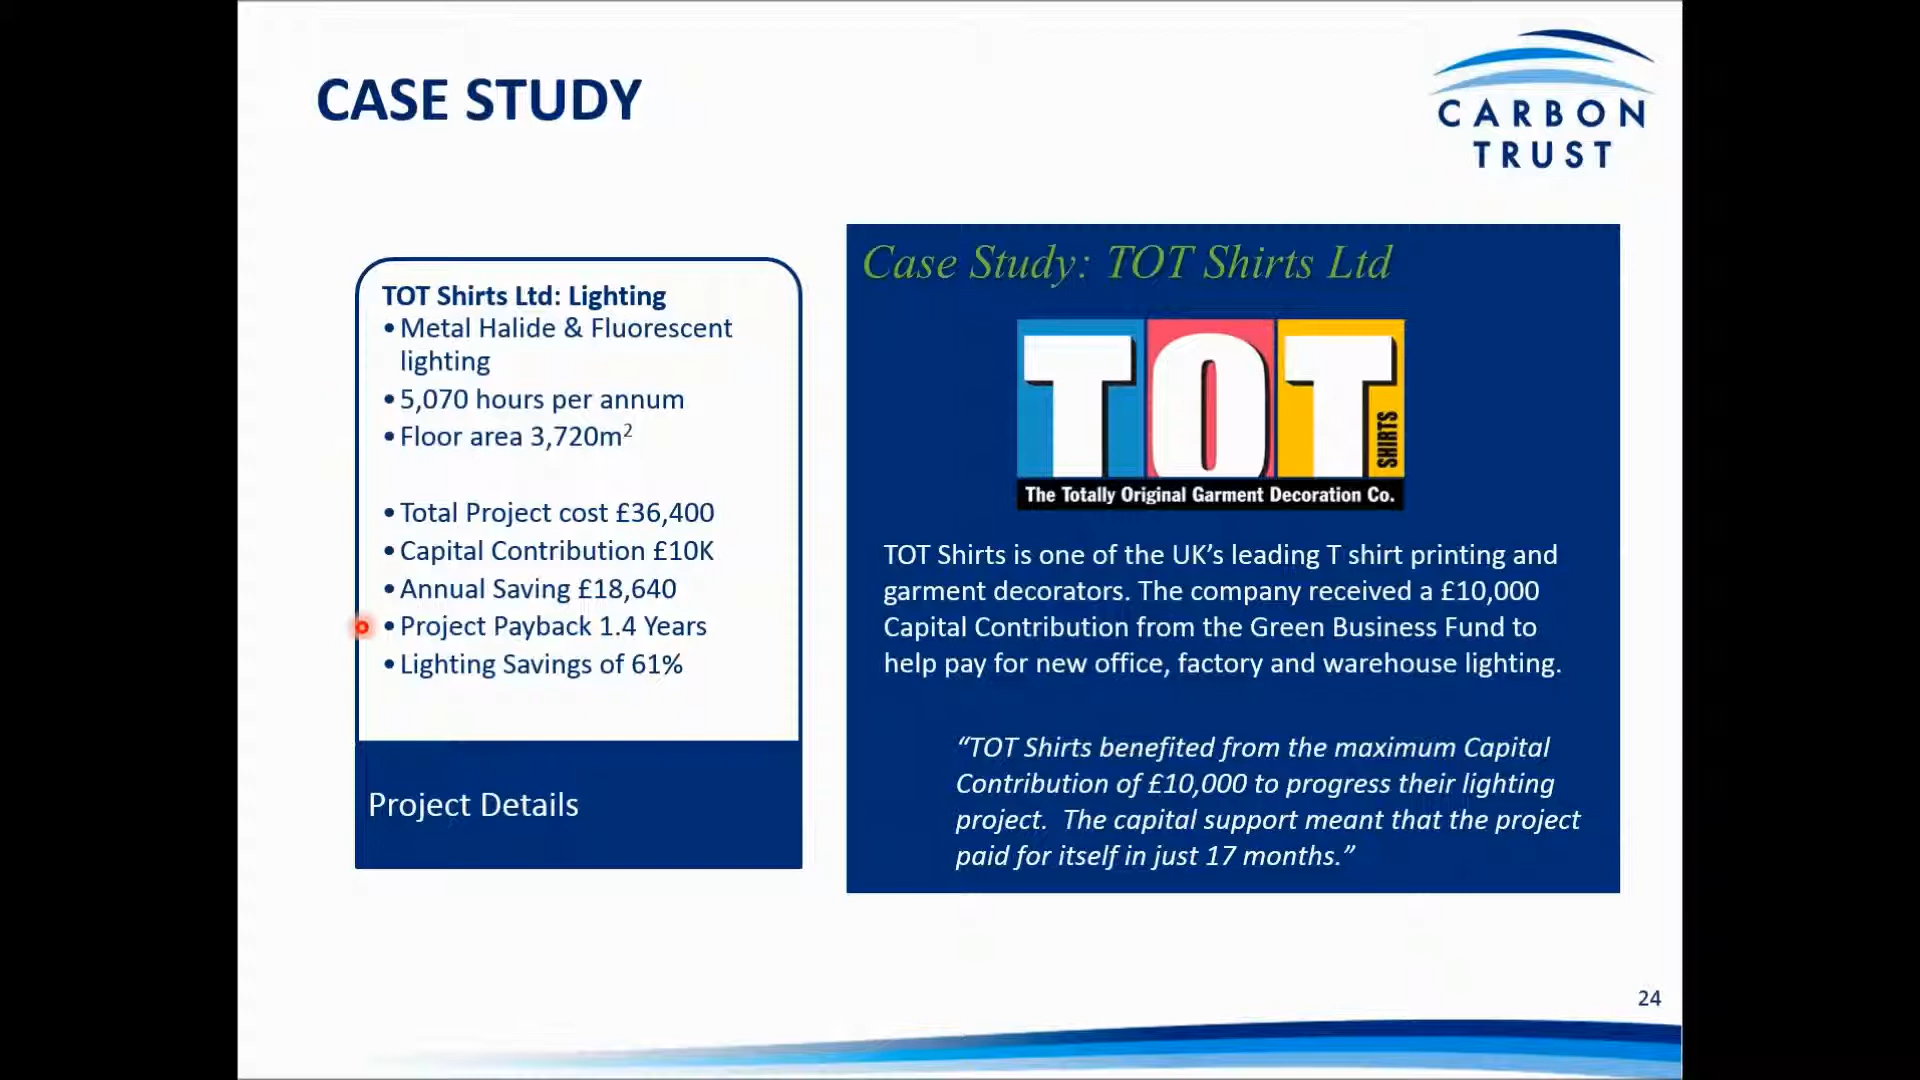 CASE STUDY
CARBON
TRUST
TOT Shirts Ltd: Lighting
• Metal Halide & Fluorescent
lighting
• 5,070 hours per annum
• Floor area 3,720m²
• Total Project cost £36,400
• Capital Contribution £10K
• Annual Saving £18,640
• Project Payback 1.4 Years
• Lighting Savings of 61%
Project Details
Case Study: TOT Shirts Ltd
TOT
SHIRTS
The Totally Original Garment Decoration Co.
TOT Shirts is one of the UK’s leading T shirt printing and
garment decorators. The company received a £10,000
Capital Contribution from the Green Business Fund to
help pay for new office, factory and warehouse lighting.
“TOT Shirts benefited from the maximum Capital
Contribution of £10,000 to progress their lighting
project.  The capital support meant that the project
paid for itself in just 17 months.”
24